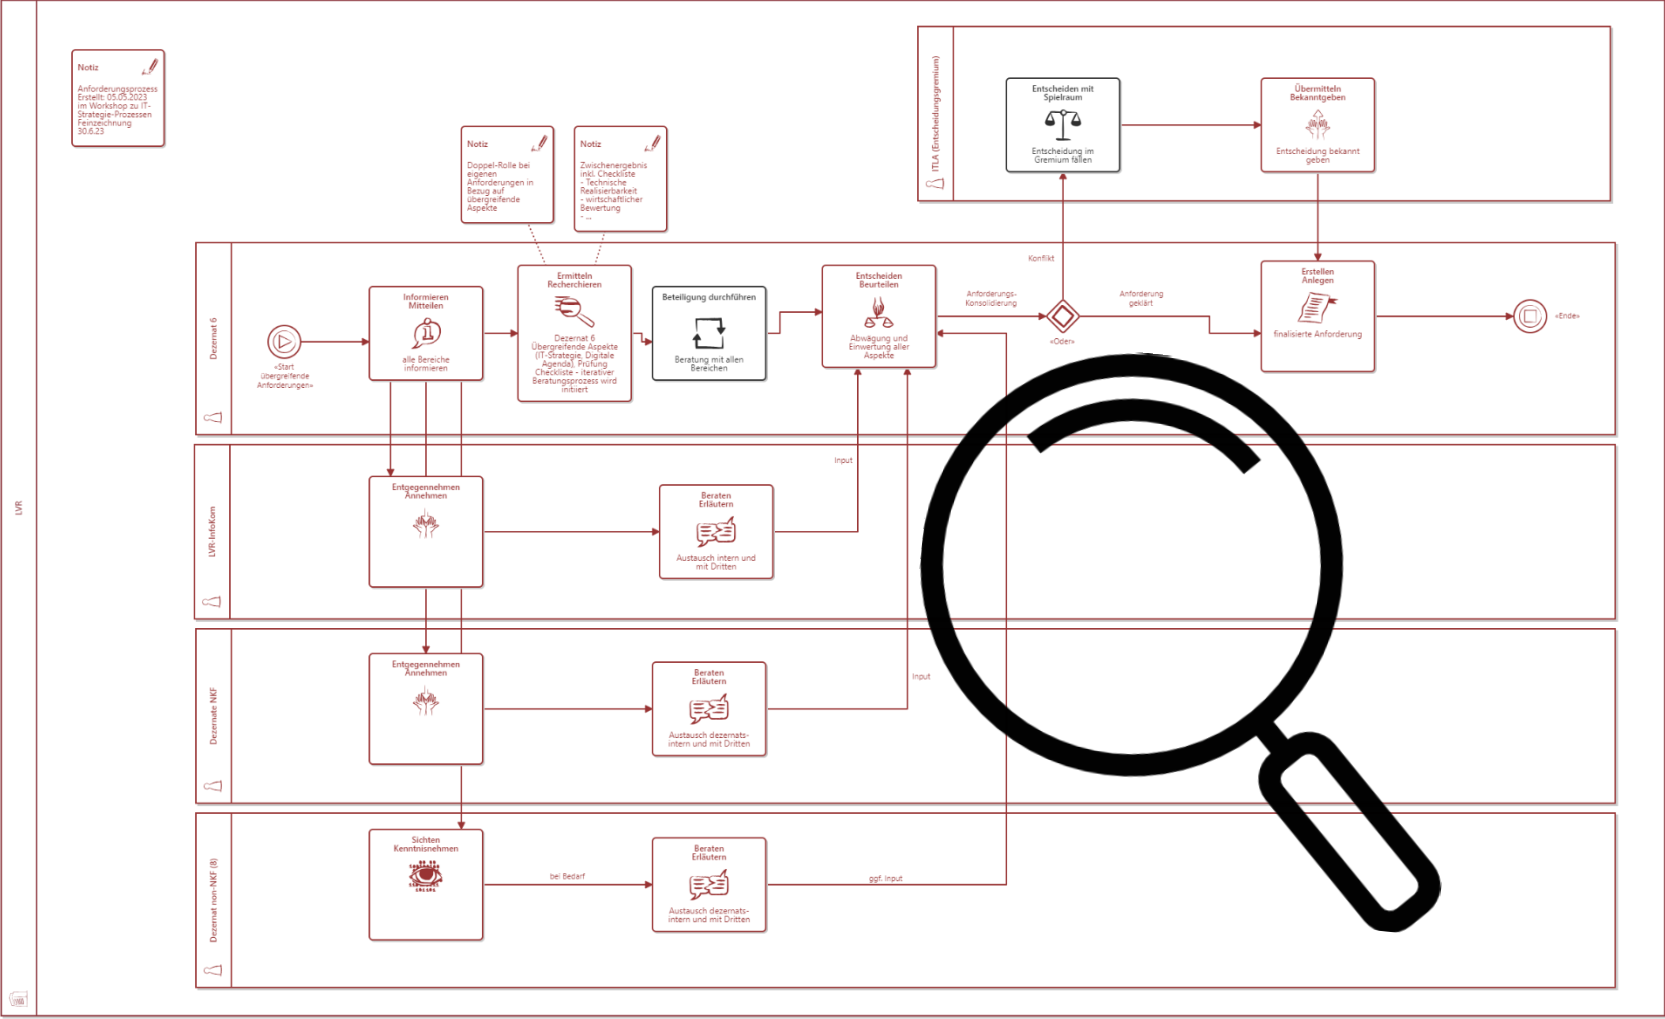 LVR
Notiz
Anforderungsprozess
Erstellt: 05.05.2023
im Workshop zu IT-
Strategie-Prozessen
Feinzeichnung
30.6.23
Notiz
Doppel-Rolle bei
eigenen
Anforderungen in
Bezug auf
übergreifende
Aspekte
Notiz
Zwischenergebnis
inkl. Checkliste
- Technische
Realisierbarkeit
- wirtschaftlicher
Bewertung
- ...
ITLA (Entscheidungsgremium)
Entscheiden mit
Spielraum
Entscheidung im
Gremium fällen
Übermitteln
Bekanntgeben
Entscheidung bekannt
geben
Dezernat 6
«Start
übergreifende
Anforderungen»
Informieren
Mitteilen
alle Bereiche
informieren
Ermitteln
Recherchieren
Dezernat 6
Übergreifende Aspekte
(IT-Strategie, Digitale
Agenda), Prüfung
Checkliste - iterativer
Beratungsprozess wird
initiiert
Beteiligung durchführen
Beratung mit allen
Bereichen
Entscheiden
Beurteilen
Abwägung und
Einwertung aller
Aspekte
Anforderungs-
Konsolidierung
Konflikt
«Oder»
Anforderung
geklärt
Erstellen
Anlegen
finalisierte Anforderung
«Ende»
LVR-InfoKom
Entgegennehmen
Annehmen
Beraten
Erläutern
Austausch intern und
mit Dritten
Input
Dezernate NKF
Entgegennehmen
Annehmen
Beraten
Erläutern
Austausch dezernats-
intern und mit Dritten
Input
Dezernat non-NKF (8)
Sichten
Kenntnisnehmen
bei Bedarf
Beraten
Erläutern
Austausch dezernats-
intern und mit Dritten
ggf. Input